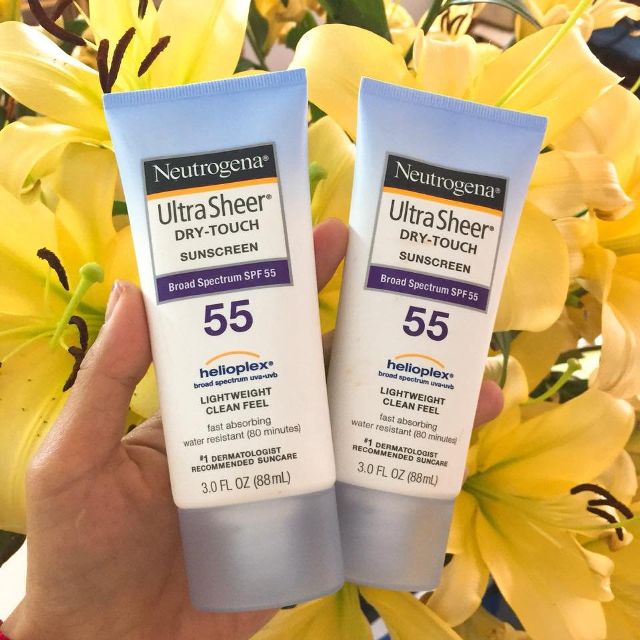 Neutrogena®
Ultra Sheer®
DRY-TOUCH
SUNSCREEN
Broad Spectrum SPF 55
55
helioplex®
broad spectrum uva•uvb
LIGHTWEIGHT
CLEAN FEEL
fast absorbing
water resistant (80 minutes)
#1 DERMATOLOGIST
RECOMMENDED SUNCARE
3.0 FL OZ (88mL)
Neutrogena®
Ultra Sheer®
DRY-TOUCH
SUNSCREEN
Broad Spectrum SPF 55
55
helioplex®
broad spectrum uva•uvb
LIGHTWEIGHT
CLEAN FEEL
fast absorbing
water resistant (80 minutes)
#1 DERMATOLOGIST
RECOMMENDED SUNCARE
3.0 FL OZ (88mL)